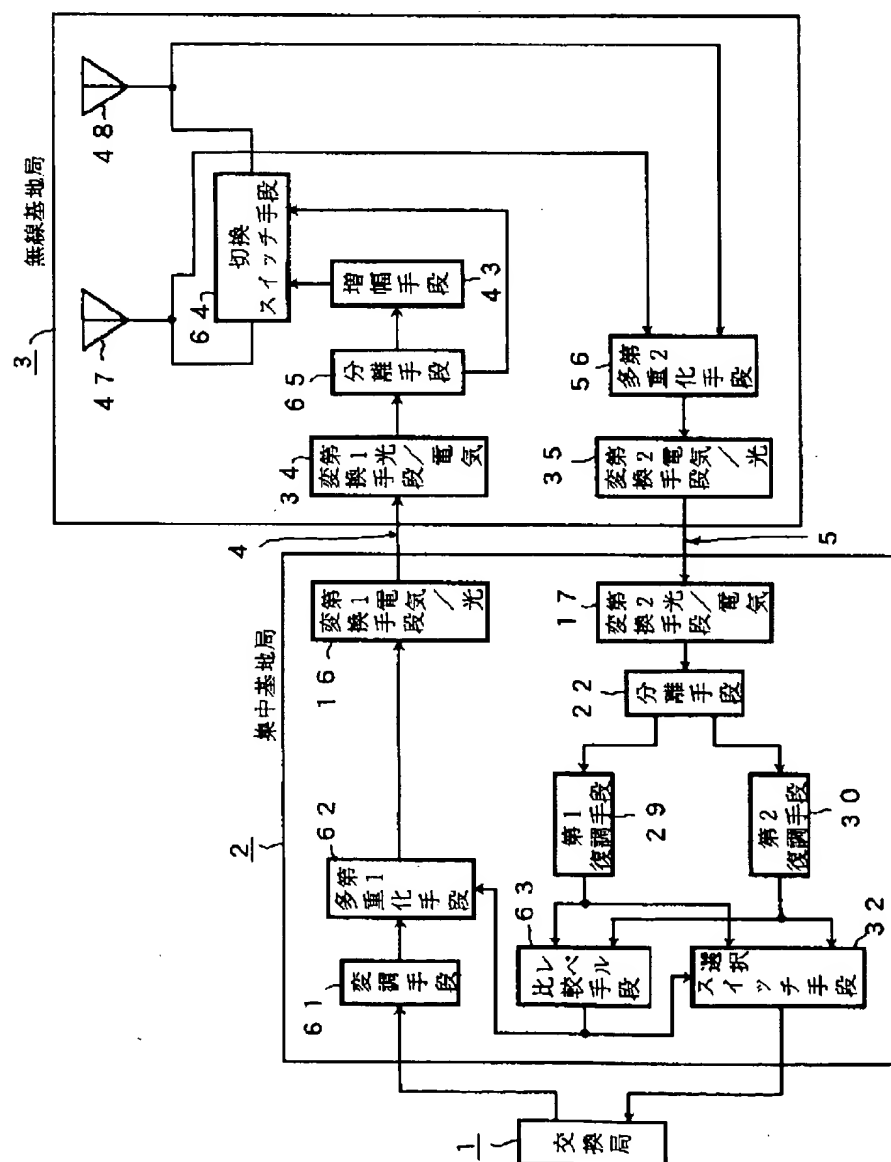 無線基地局
3
47
48
64
切換
スイッチ手段
増幅手段
43
65
分離手段
34
第1光/電気
変換手段
56
第2
多重化手段
35
第2電気/光
変換手段
4
5
集中基地局
2
16
第1電気/光
変換手段
17
第2光/電気
変換手段
22
分離手段
62
第1
多重化手段
61
変調手段
第1
復調手段
29
第2
復調手段
30
63
レベル
比較手段
選択
スイッチ手段
32
1
交換局